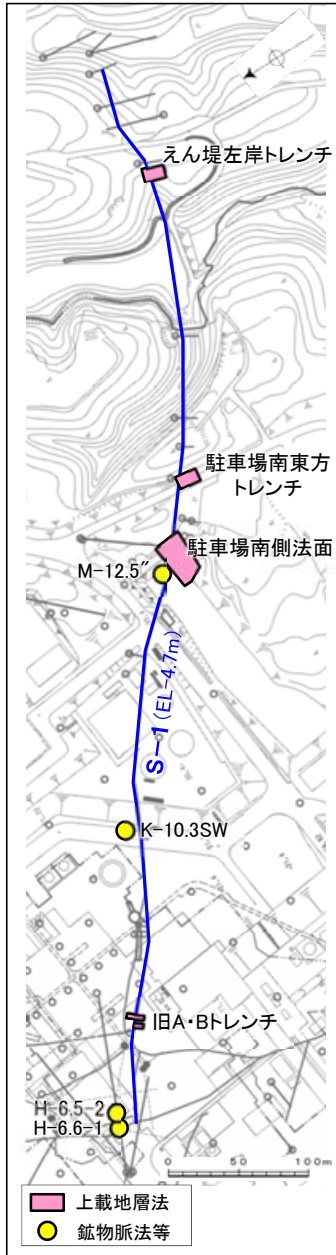 えん堤左岸トレンチ
駐車場南東方
トレンチ
駐車場南側法面
M-12.5″
S-1(EL-4.7m)
K-10.3SW
旧A・Bトレンチ
H-6.5-2
H-6.6-1
0 100m
上載地層法
鉱物脈法等